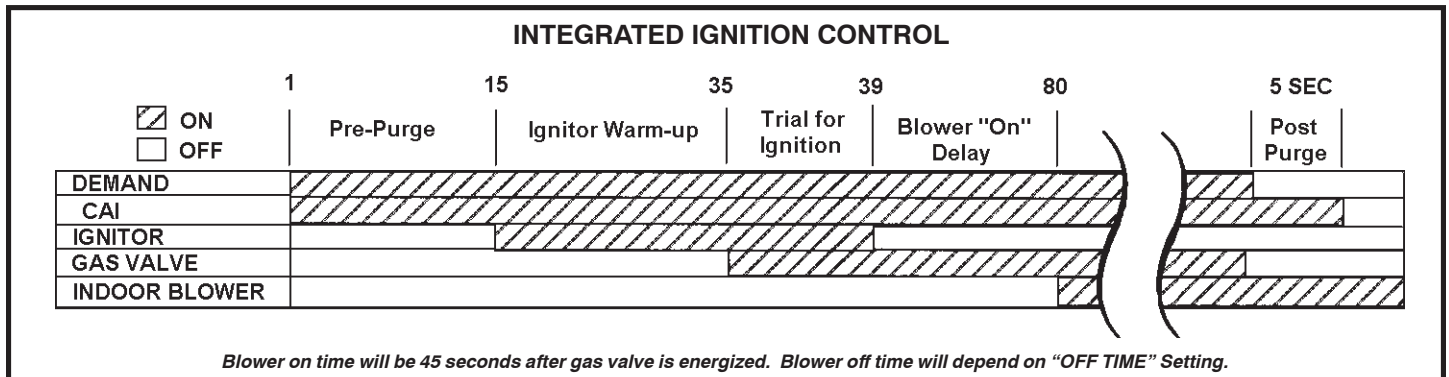 INTEGRATED IGNITION CONTROL
1 15 35 39 80 5 SEC
ON
OFF
Pre-Purge
Ignitor Warm-up
Trial for
Ignition
Blower "On"
Delay
Post
Purge
DEMAND
CAI
IGNITOR
GAS VALVE
INDOOR BLOWER
Blower on time will be 45 seconds after gas valve is energized. Blower off time will depend on “OFF TIME” Setting.